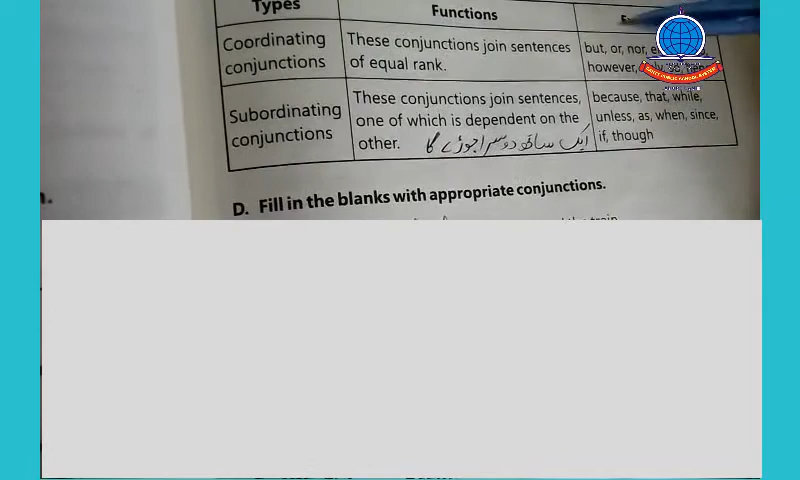 Types Functions
Coordinating conjunctions
These conjunctions join sentences of equal rank.
but, or, nor,
however,
Subordinating conjunctions
These conjunctions join sentences,
one of which is dependent on the
other. ایک ساتھ دوسرا جوڑے گا
because, that, while,
unless, as, when, since,
if, though
D. Fill in the blanks with appropriate conjunctions.